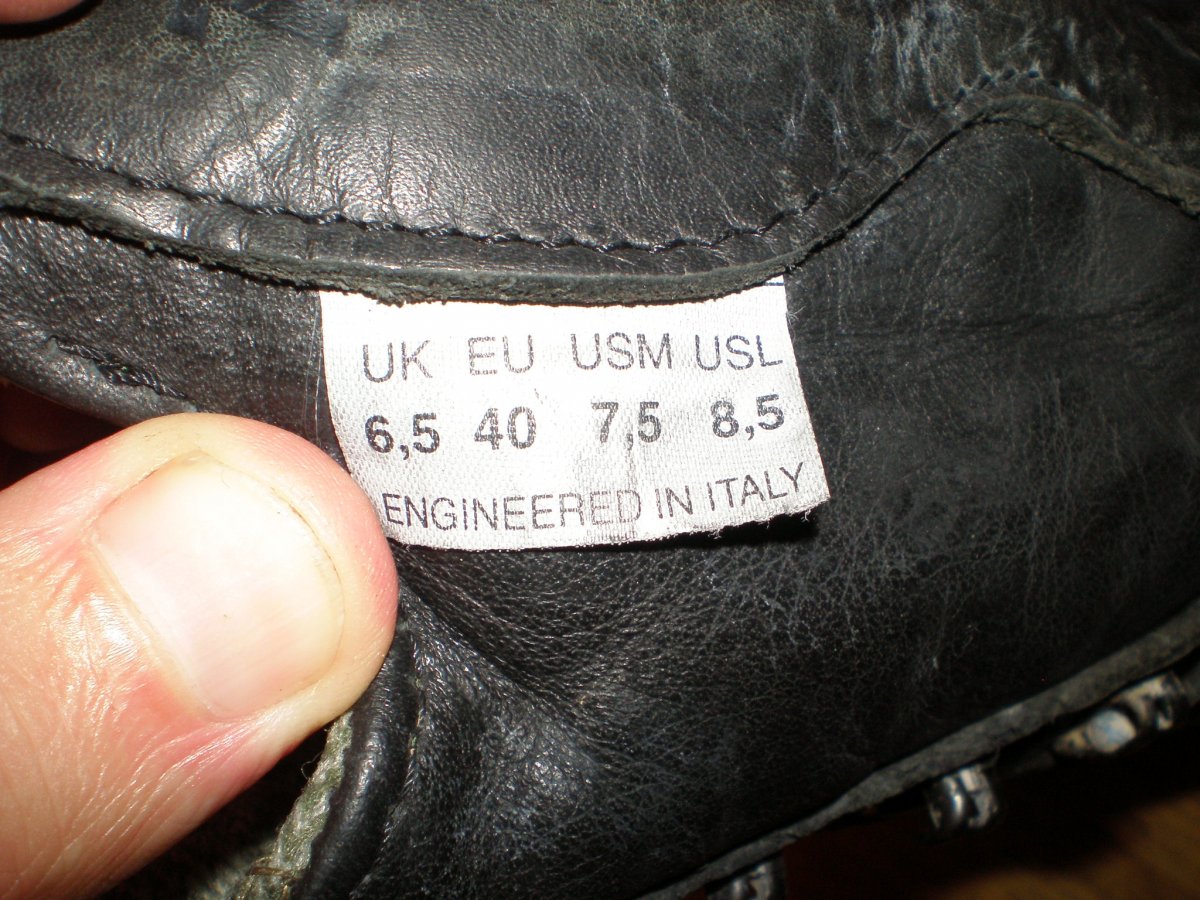 UK EU USM USL
6,5 40 7,5 8,5
ENGINEERED IN ITALY